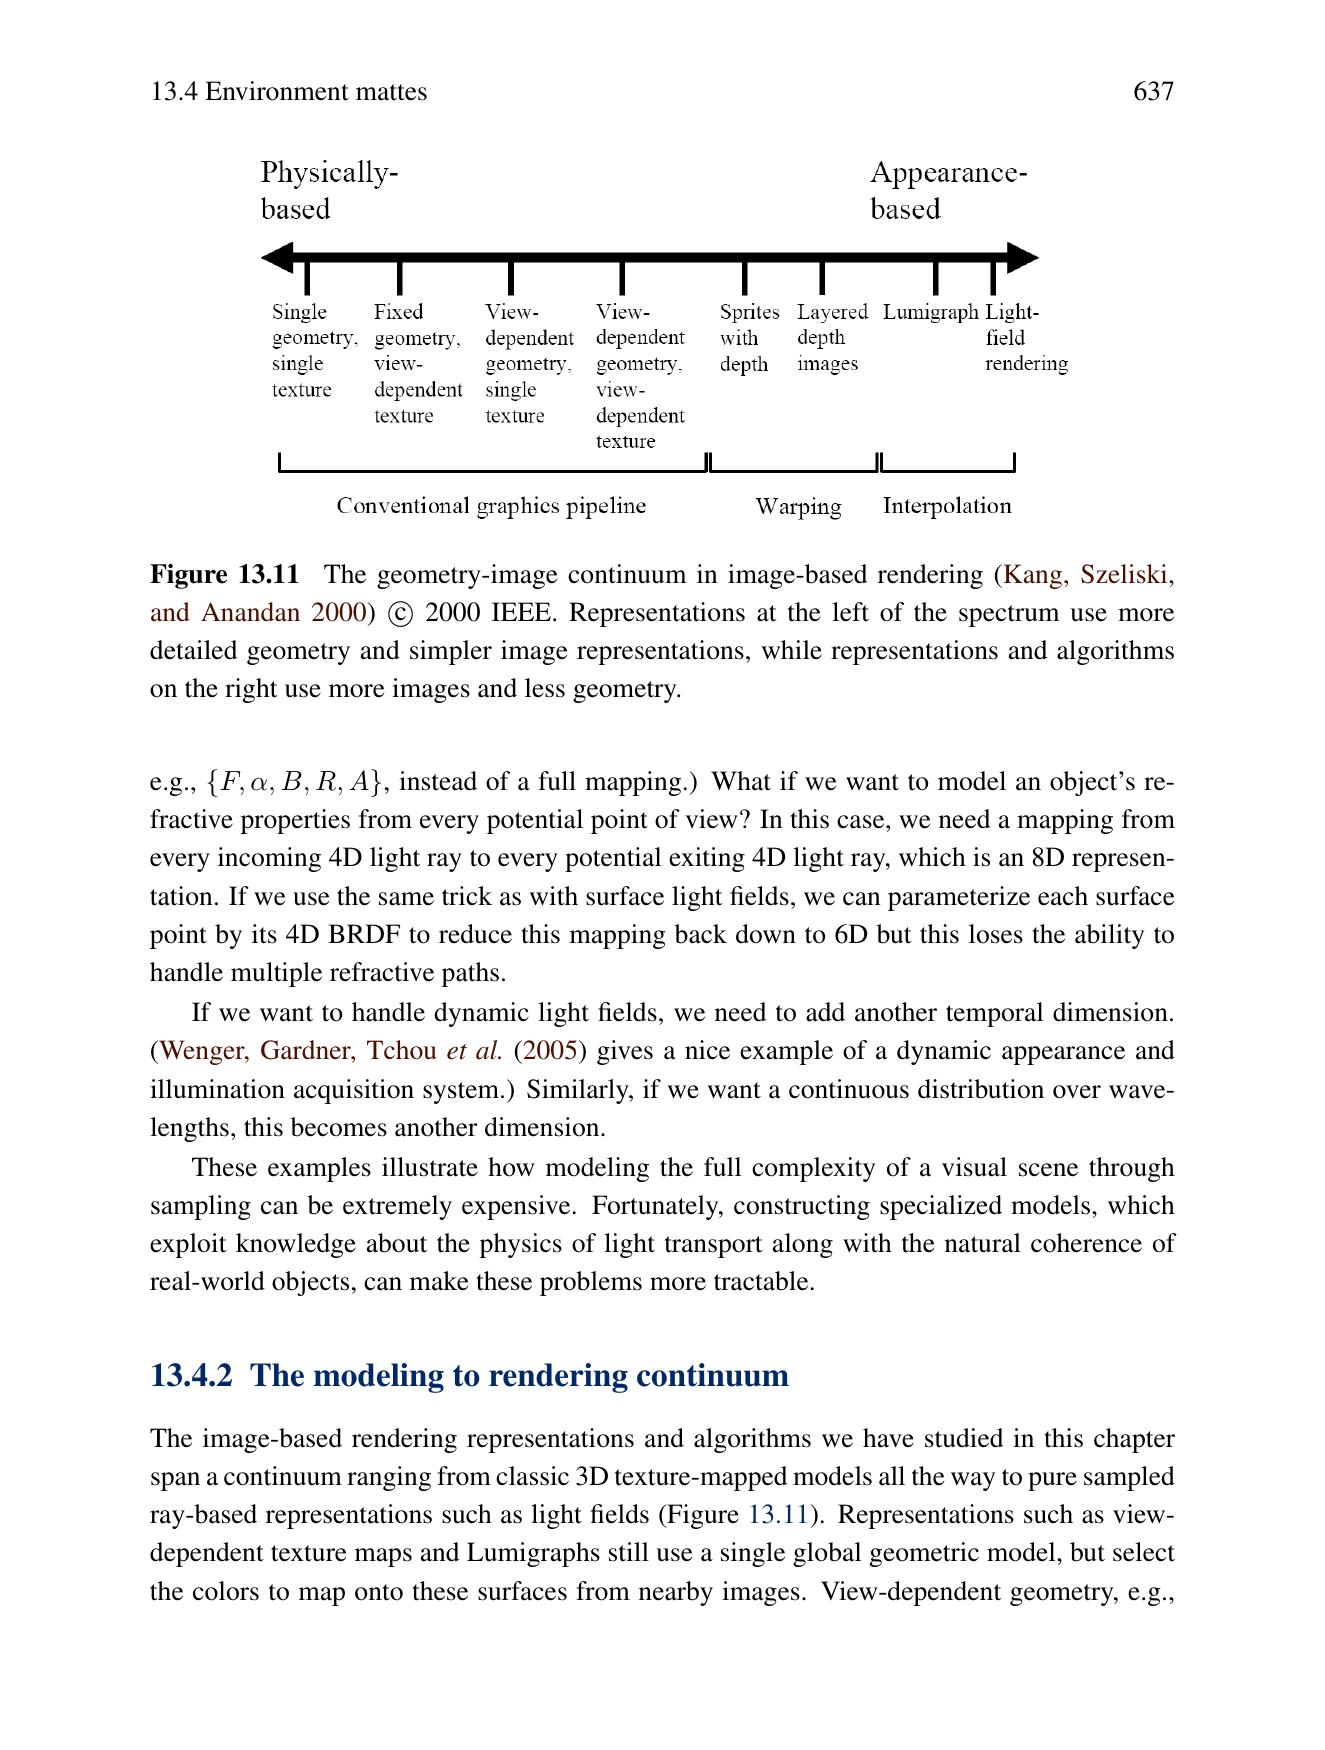 13.4 Environment mattes 637
Physically-
based
Appearance-
based
Single
geometry,
single
texture
Fixed
geometry,
view-
dependent
texture
View-
dependent
geometry,
single
texture
View-
dependent
geometry,
view-
dependent
texture
Sprites
with
depth
Layered
depth
images
Lumigraph
Light-
field
rendering
Conventional graphics pipeline
Warping
Interpolation
Figure 13.11 The geometry-image continuum in image-based rendering (Kang, Szeliski,
and Anandan 2000) © 2000 IEEE. Representations at the left of the spectrum use more
detailed geometry and simpler image representations, while representations and algorithms
on the right use more images and less geometry.
e.g., {F, α, B, R, A}, instead of a full mapping.) What if we want to model an object’s re-
fractive properties from every potential point of view? In this case, we need a mapping from
every incoming 4D light ray to every potential exiting 4D light ray, which is an 8D represen-
tation. If we use the same trick as with surface light fields, we can parameterize each surface
point by its 4D BRDF to reduce this mapping back down to 6D but this loses the ability to
handle multiple refractive paths.
If we want to handle dynamic light fields, we need to add another temporal dimension.
(Wenger, Gardner, Tchou et al. (2005) gives a nice example of a dynamic appearance and
illumination acquisition system.) Similarly, if we want a continuous distribution over wave-
lengths, this becomes another dimension.
These examples illustrate how modeling the full complexity of a visual scene through
sampling can be extremely expensive. Fortunately, constructing specialized models, which
exploit knowledge about the physics of light transport along with the natural coherence of
real-world objects, can make these problems more tractable.
13.4.2 The modeling to rendering continuum
The image-based rendering representations and algorithms we have studied in this chapter
span a continuum ranging from classic 3D texture-mapped models all the way to pure sampled
ray-based representations such as light fields (Figure 13.11). Representations such as view-
dependent texture maps and Lumigraphs still use a single global geometric model, but select
the colors to map onto these surfaces from nearby images. View-dependent geometry, e.g.,